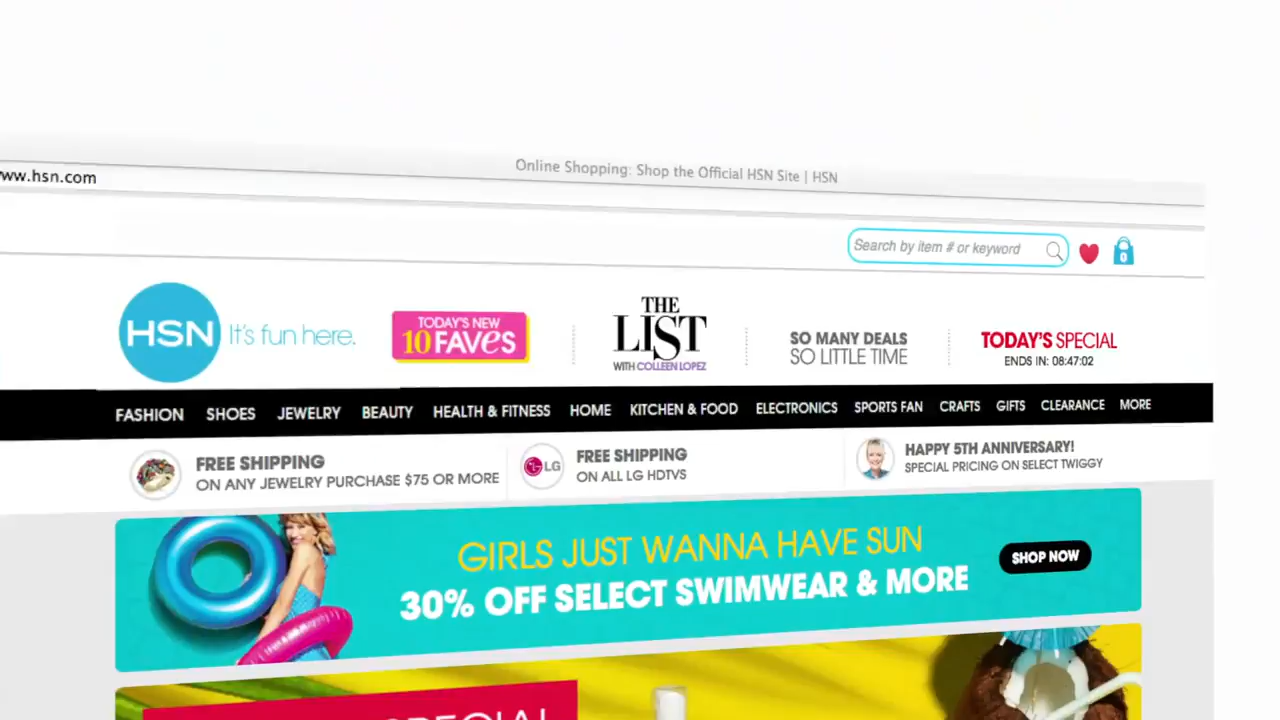 www.hsn.com
Online Shopping: Shop the Official HSN Site | HSN
Search by item # or keyword
HSN It's fun here.
TODAY'S NEW
10 FAVES
THE
LIST
WITH COLLEEN LOPEZ
SO MANY DEALS
SO LITTLE TIME
TODAY'S SPECIAL
ENDS IN: 08:47:02
FASHION SHOES JEWELRY BEAUTY HEALTH & FITNESS HOME KITCHEN & FOOD ELECTRONICS SPORTS FAN CRAFTS GIFTS CLEARANCE MORE
FREE SHIPPING
ON ANY JEWELRY PURCHASE $75 OR MORE
LG
FREE SHIPPING
ON ALL LG HDTVS
HAPPY 5TH ANNIVERSARY!
SPECIAL PRICING ON SELECT TWIGGY
GIRLS JUST WANNA HAVE SUN
30% OFF SELECT SWIMWEAR & MORE
SHOP NOW
SPECIAL